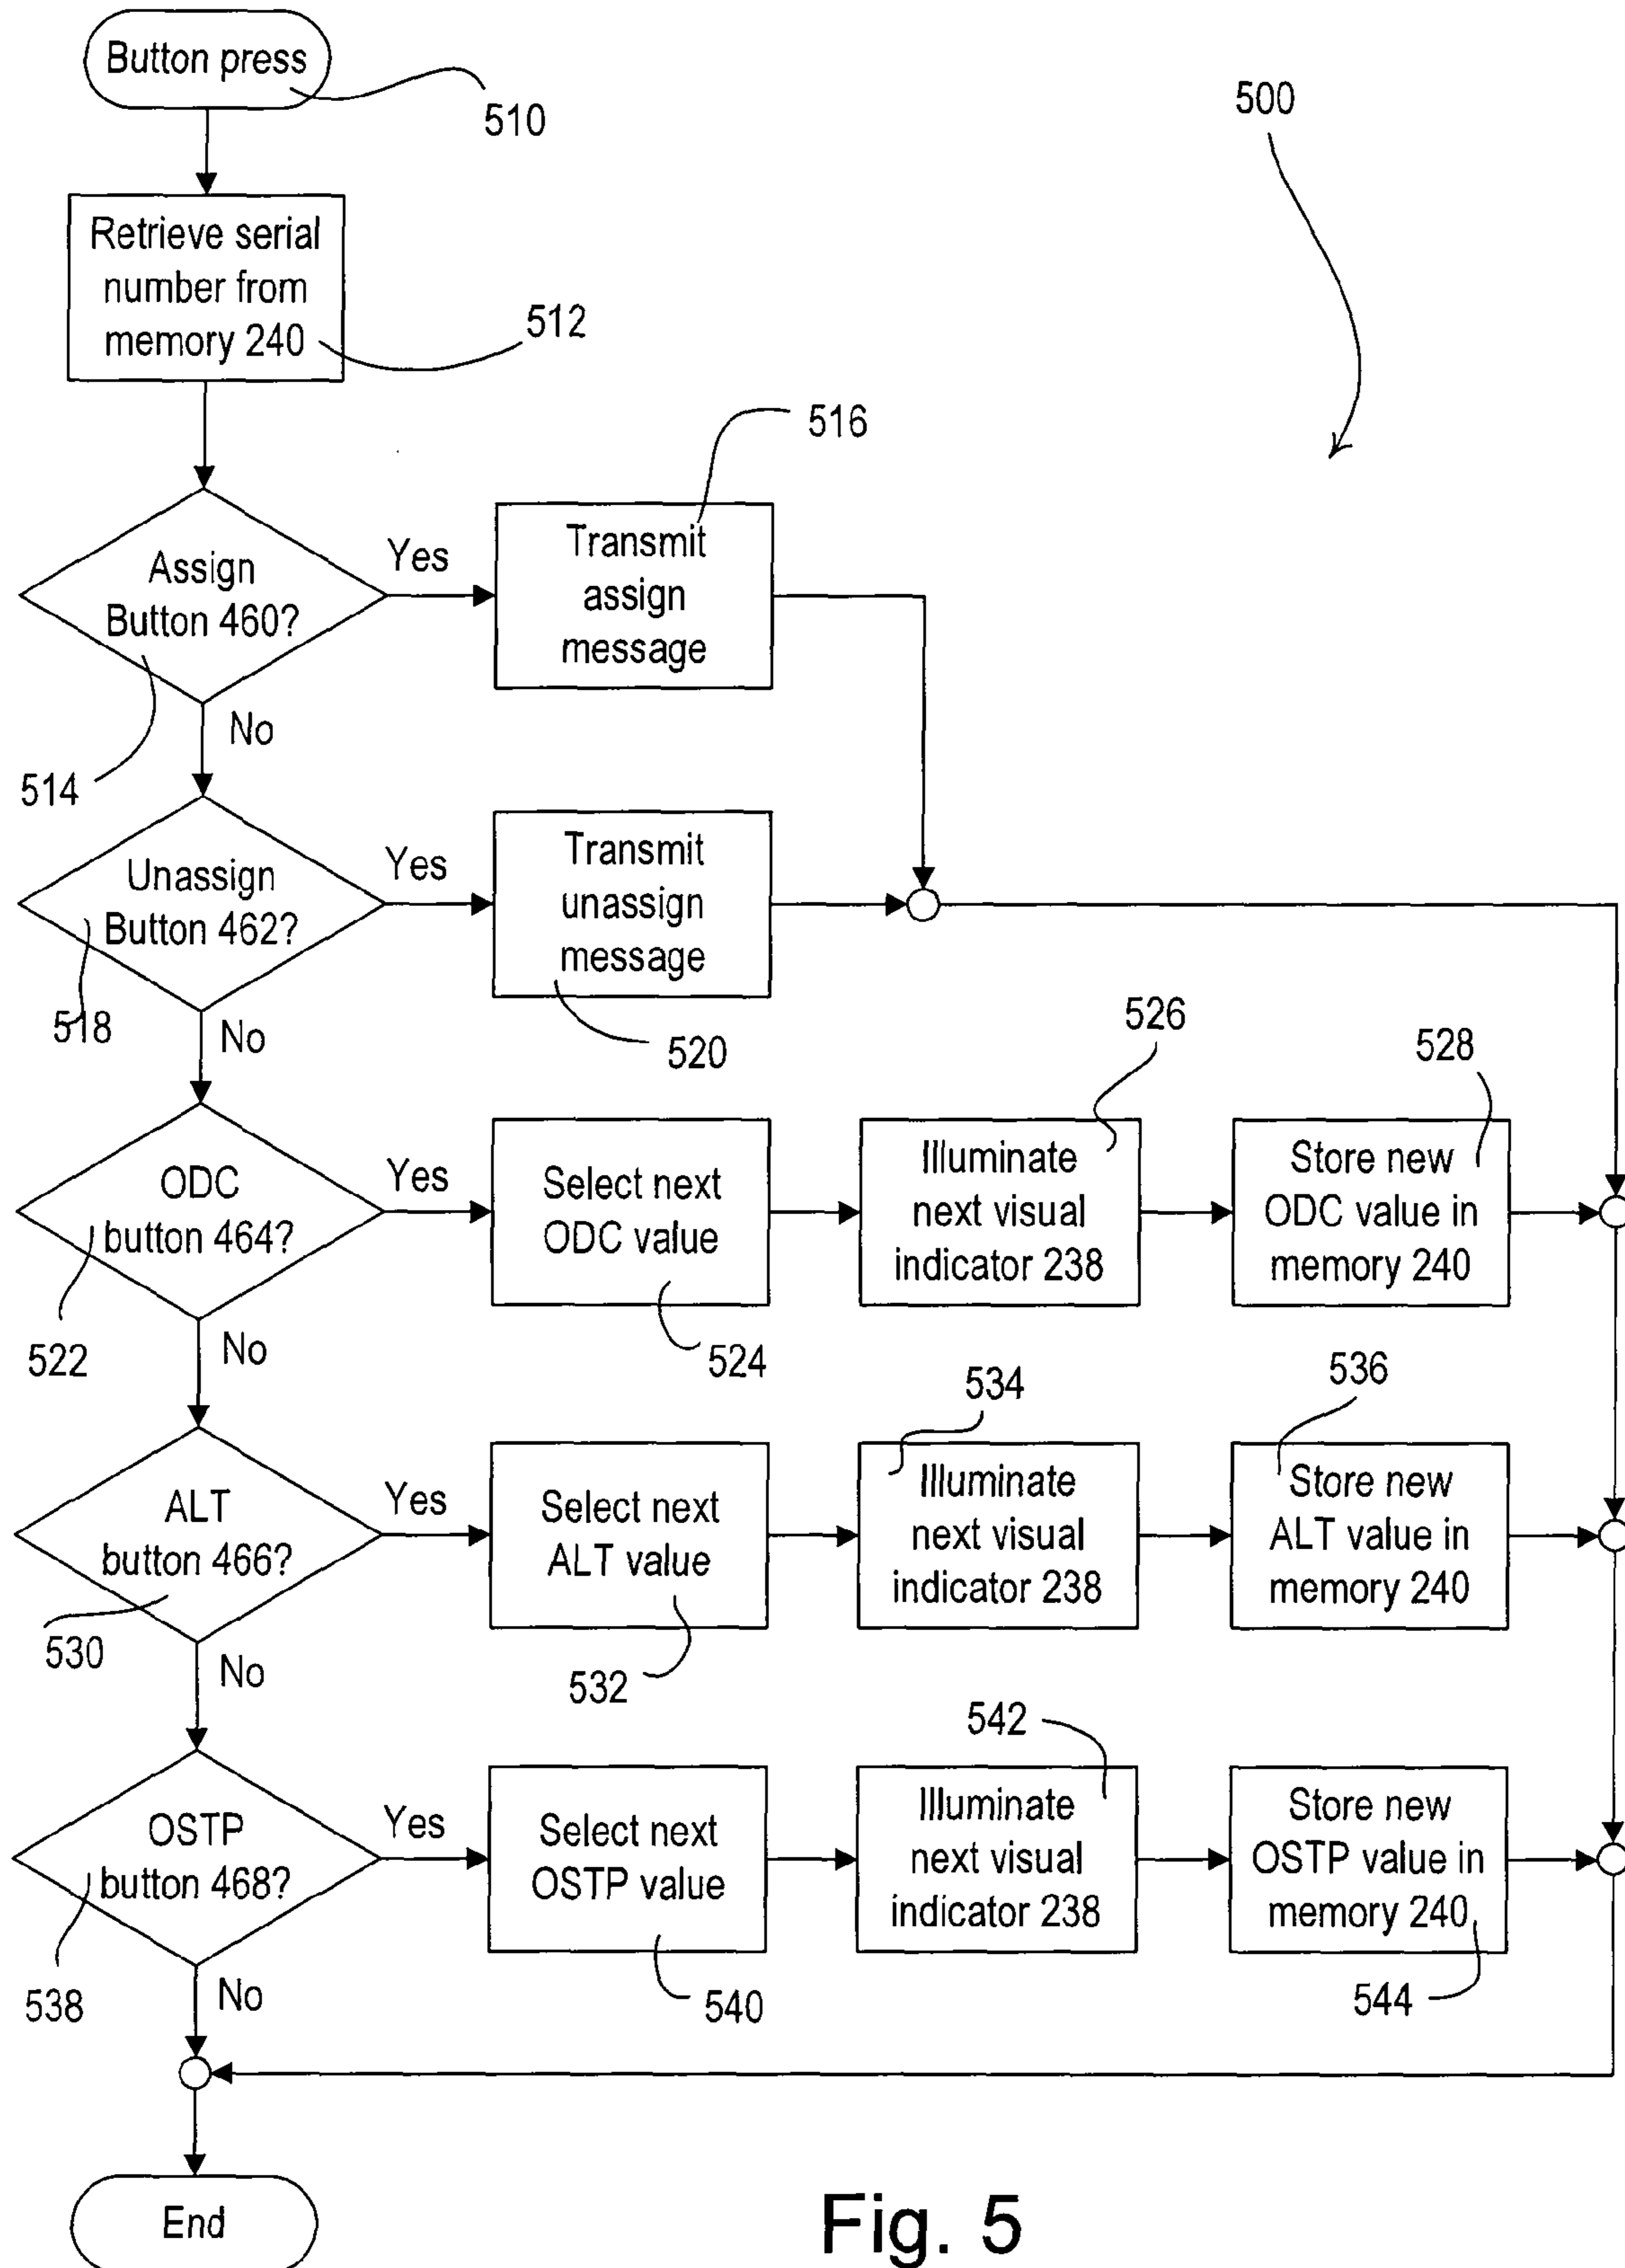 Button press
510
500
Retrieve serial
number from
memory 240
512
516
Assign
Button 460?
Yes
Transmit
assign
message
No
514
Unassign
Button 462?
Yes
Transmit
unassign
message
518
No
520
526
528
ODC
button 464?
Yes
Select next
ODC value
Illuminate
next visual
indicator 238
Store new
ODC value in
memory 240
522
No
524
534
536
ALT
button 466?
Yes
Select next
ALT value
Illuminate
next visual
indicator 238
Store new
ALT value in
memory 240
530
No
532
542
OSTP
button 468?
Yes
Select next
OSTP value
Illuminate
next visual
indicator 238
Store new
OSTP value in
memory 240
538
No
540
544
End
Fig. 5